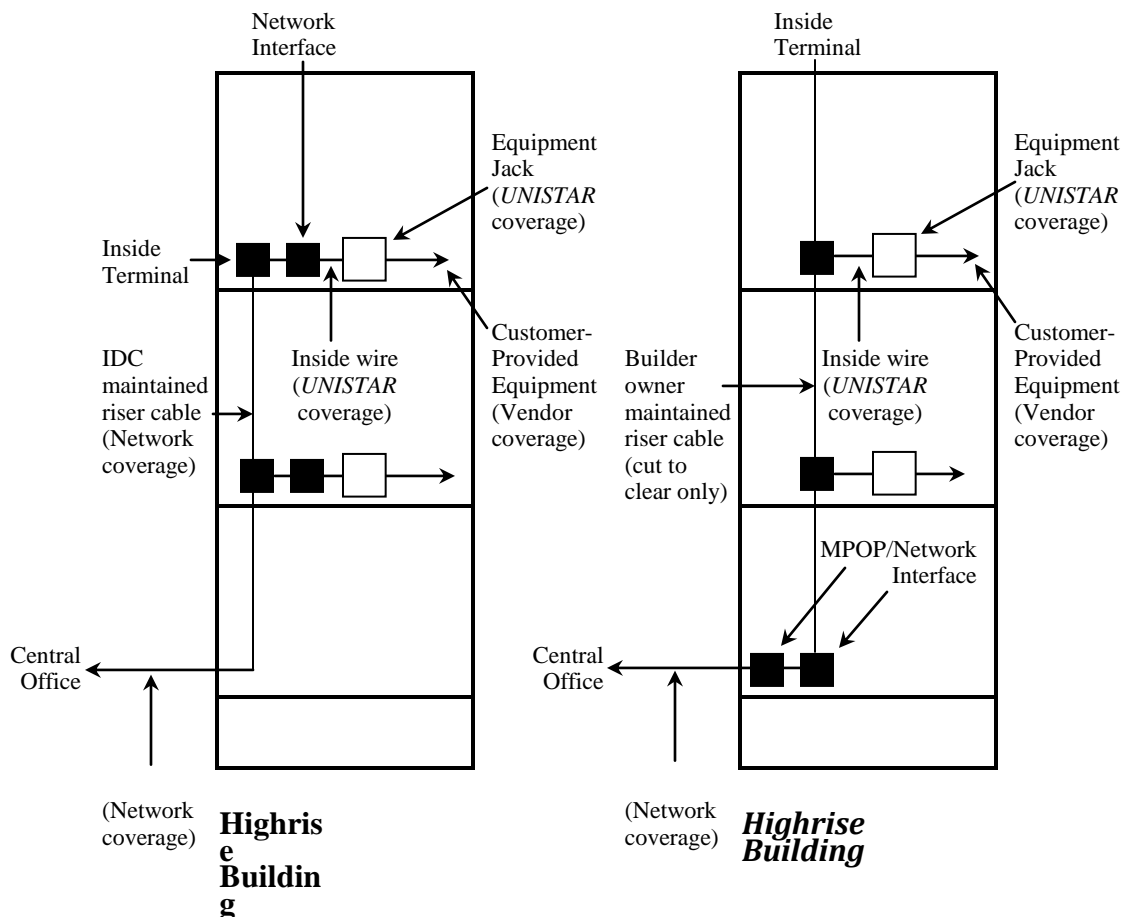 Network
Interface
Equipment
Jack
(UNISTAR
coverage)
Inside
Terminal
IDC
maintained
riser cable
(Network
coverage)
Inside wire
(UNISTAR
coverage)
Customer-
Provided
Equipment
(Vendor
coverage)
Central
Office
(Network
coverage)
Highris
e
Buildin
g
Inside
Terminal
Equipment
Jack
(UNISTAR
coverage)
Builder
owner
maintained
riser cable
(cut to
clear only)
Inside wire
(UNISTAR
coverage)
Customer-
Provided
Equipment
(Vendor
coverage)
MPOP/Network
Interface
Central
Office
(Network
coverage)
Highrise
Building